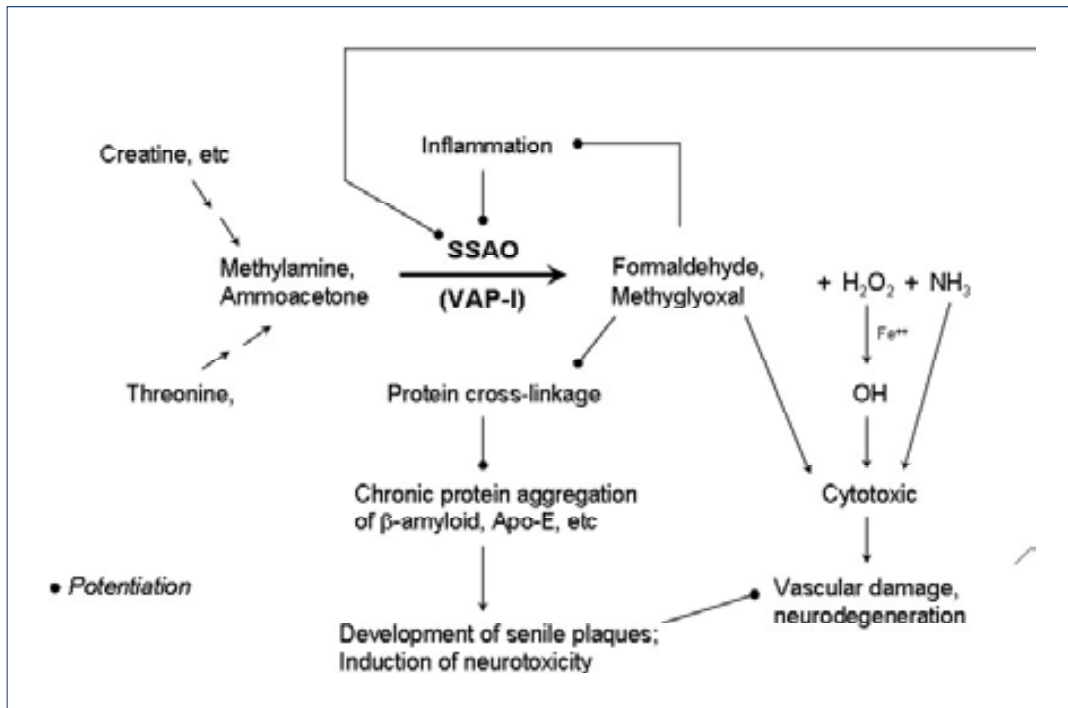 Inflammation
Creatine, etc
SSAO
(VAP-I)
Methylamine,
Ammoacetone
Formaldehyde,
Methyglyoxal
+ H₂O₂ + NH₃
Fe⁺⁺
Threonine,
Protein cross-linkage
OH
Chronic protein aggregation
of β-amyloid, Apo-E, etc
Cytotoxic
• Potentiation
Vascular damage,
neurodegeneration
Development of senile plaques;
Induction of neurotoxicity